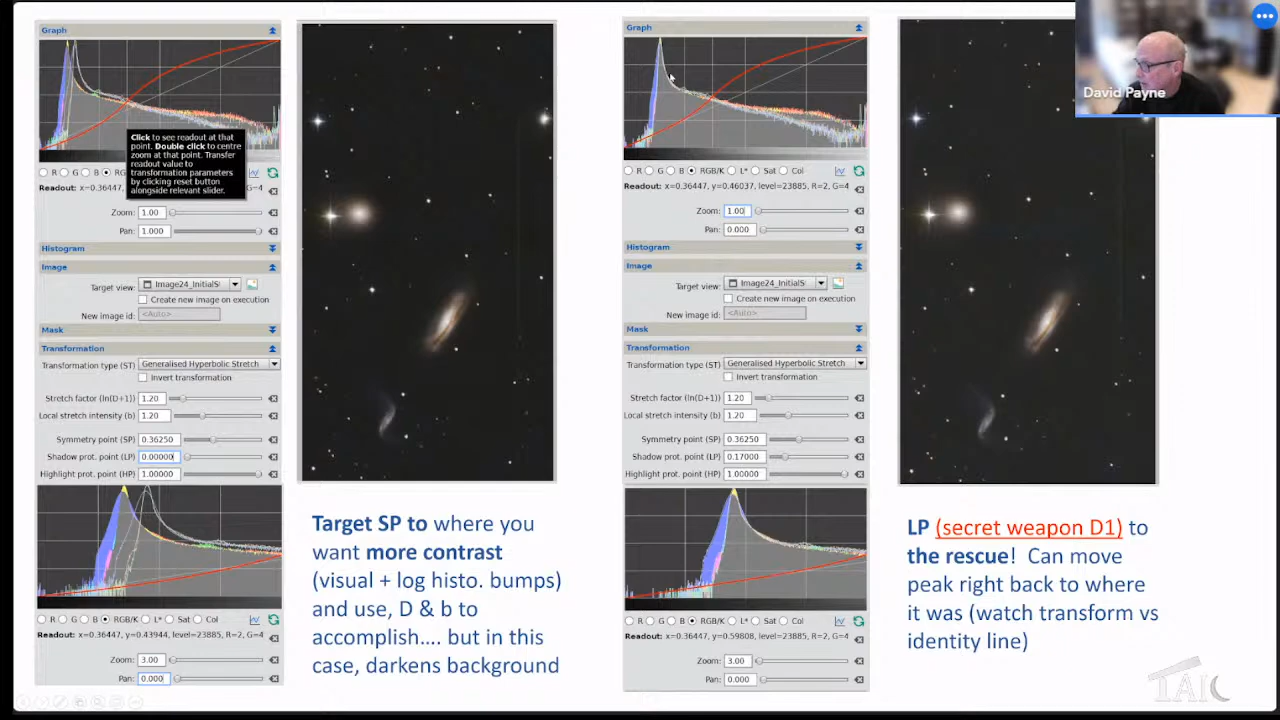 Graph
Click to see readout at that
point. Double click to centre
zoom at that point. Transfer
readout value to
transformation parameters
by clicking reset button
alongside relevant slider.
R G B RGB/K
Readout: x=0.36447, y=0.46037, level=23885, R=2, G=4
Zoom: 1.00
Pan: 1.000
Histogram
Image
Target view: Image24_InitialS
Create new image on execution
New image id: <Auto>
Mask
Transformation
Transformation type (ST) Generalised Hyperbolic Stretch
Invert transformation
Stretch factor (ln(D+1)) 1.20
Local stretch intensity (b) 1.20
Symmetry point (SP) 0.36250
Shadow prot. point (LP) 0.00000
Highlight prot. point (HP) 1.00000
R G B RGB/K L* Sat Col
Readout: x=0.36447, y=0.43944, level=23885, R=2, G=4
Zoom: 3.00
Pan: 0.000
Target SP to where you
want more contrast
(visual + log histo. bumps)
and use, D & b to
accomplish.... but in this
case, darkens background
Graph
R G B RGB/K L* Sat Col
Readout: x=0.36447, y=0.46037, level=23885, R=2, G=4
Zoom: 1.00
Pan: 0.000
Histogram
Image
Target view: Image24_InitialS
Create new image on execution
New image id: <Auto>
Mask
Transformation
Transformation type (ST) Generalised Hyperbolic Stretch
Invert transformation
Stretch factor (ln(D+1)) 1.20
Local stretch intensity (b) 1.20
Symmetry point (SP) 0.36250
Shadow prot. point (LP) 0.17000
Highlight prot. point (HP) 1.00000
R G B RGB/K L* Sat Col
Readout: x=0.36447, y=0.59808, level=23885, R=2, G=4
Zoom: 3.00
Pan: 0.000
LP (secret weapon D1) to
the rescue! Can move
peak right back to where
it was (watch transform vs
identity line)
David Payne
TAIC